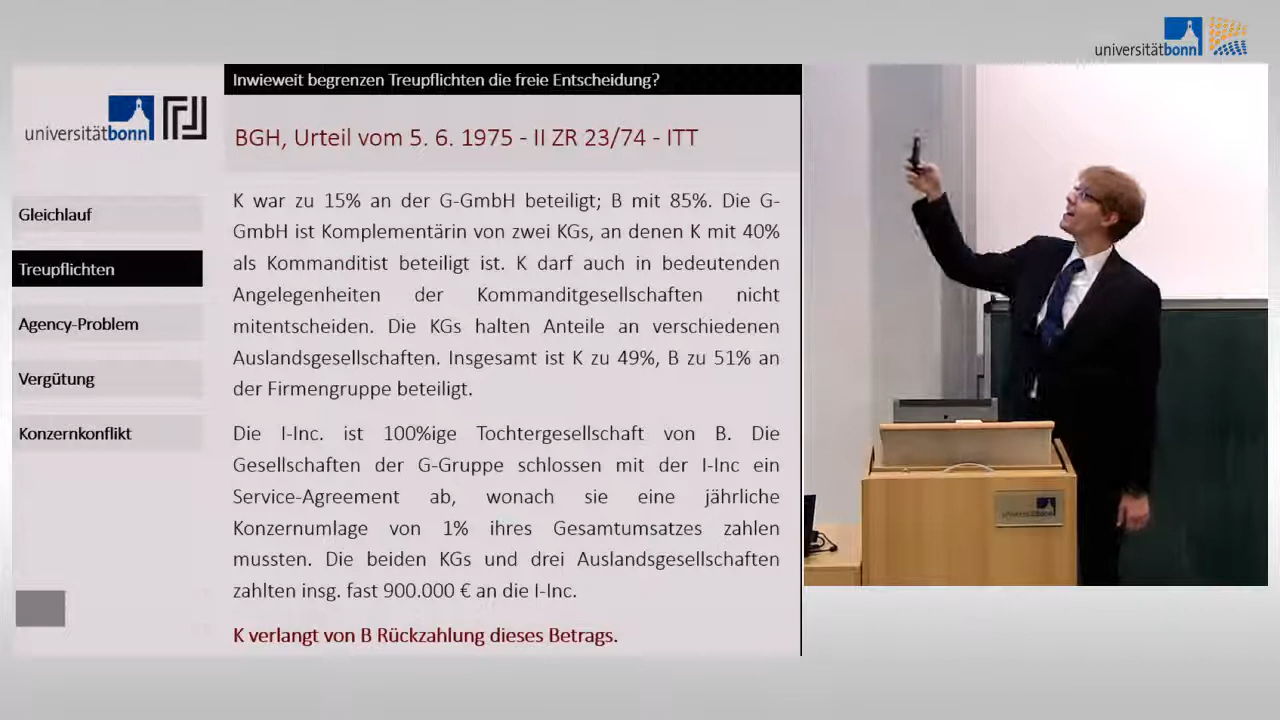 universitätbonn
Inwieweit begrenzen Treupflichten die freie Entscheidung?
universitätbonn
BGH, Urteil vom 5. 6. 1975 - II ZR 23/74 - ITT
Gleichlauf
Treupflichten
Agency-Problem
Vergütung
Konzernkonflikt
K war zu 15% an der G-GmbH beteiligt; B mit 85%. Die G-
GmbH ist Komplementärin von zwei KGs, an denen K mit 40%
als Kommanditist beteiligt ist. K darf auch in bedeutenden
Angelegenheiten der Kommanditgesellschaften nicht
mitentscheiden. Die KGs halten Anteile an verschiedenen
Auslandsgesellschaften. Insgesamt ist K zu 49%, B zu 51% an
der Firmengruppe beteiligt.
Die I-Inc. ist 100%ige Tochtergesellschaft von B. Die
Gesellschaften der G-Gruppe schlossen mit der I-Inc ein
Service-Agreement ab, wonach sie eine jährliche
Konzernumlage von 1% ihres Gesamtumsatzes zahlen
mussten. Die beiden KGs und drei Auslandsgesellschaften
zahlten insg. fast 900.000 € an die I-Inc.
K verlangt von B Rückzahlung dieses Betrags.
universitätbonn